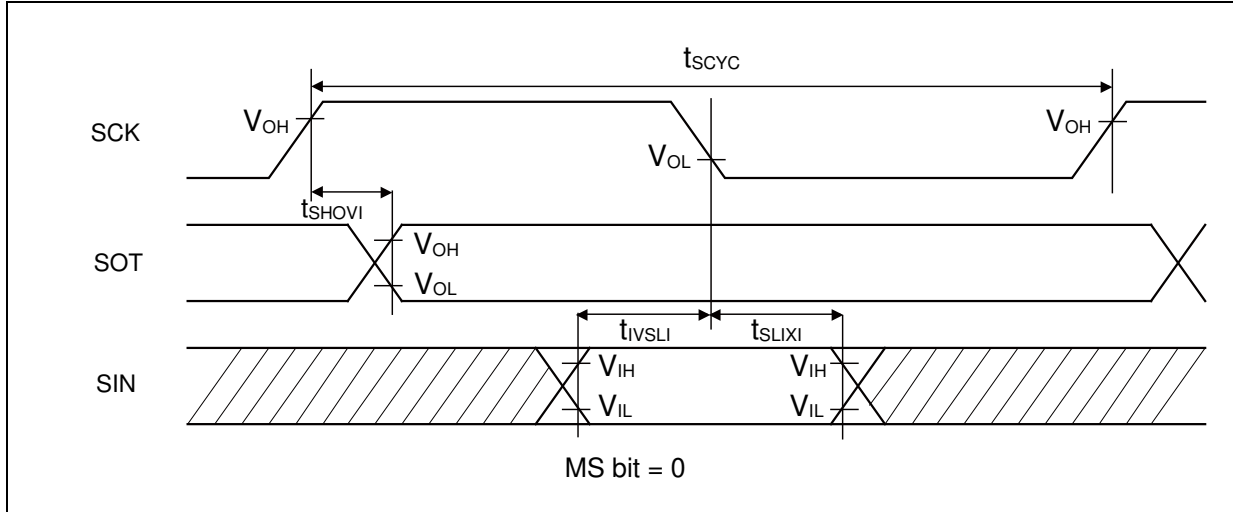 tSCYC
SCK
VOH
VOL
VOH
tSHOVI
SOT
VOH
VOL
tIVSLI
tSLIXI
SIN
VIH
VIL
VIH
VIL
MS bit = 0